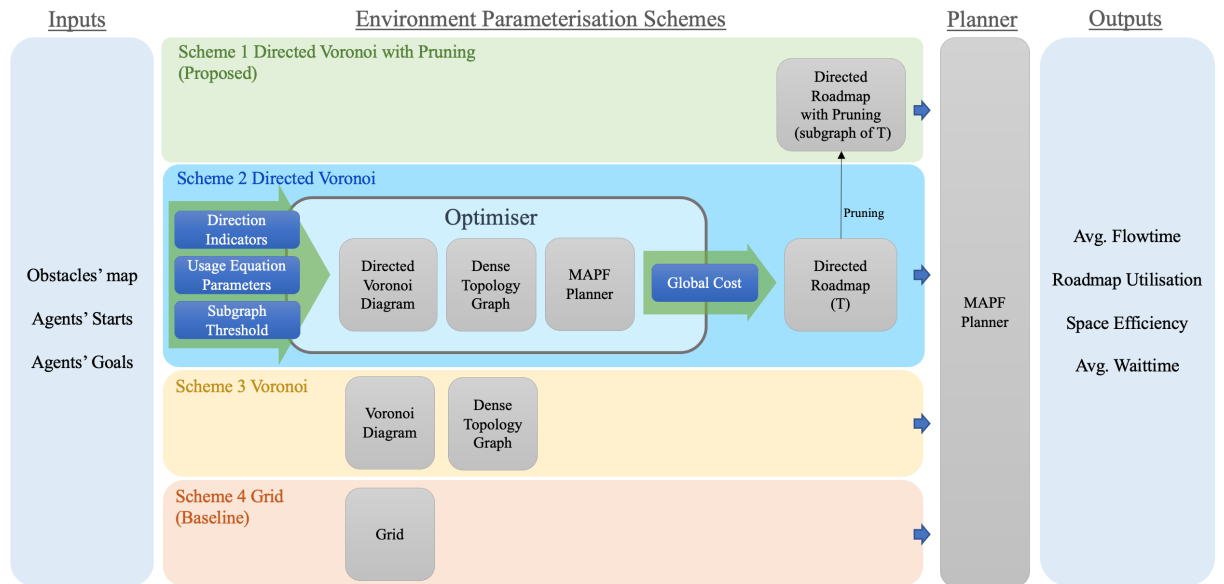 Inputs
Environment Parameterisation Schemes
Planner
Outputs
Obstacles' map
Agents' Starts
Agents' Goals
Scheme 1 Directed Voronoi with Pruning
(Proposed)
Directed
Roadmap
with Pruning
(subgraph of T)
Scheme 2 Directed Voronoi
Direction
Indicators
Usage Equation
Parameters
Subgraph
Threshold
Optimiser
Directed
Voronoi
Diagram
Dense
Topology
Graph
MAPF
Planner
Global Cost
Pruning
Directed
Roadmap
(T)
Scheme 3 Voronoi
Voronoi
Diagram
Dense
Topology
Graph
Scheme 4 Grid
(Baseline)
Grid
MAPF
Planner
Avg. Flowtime
Roadmap Utilisation
Space Efficiency
Avg. Waittime